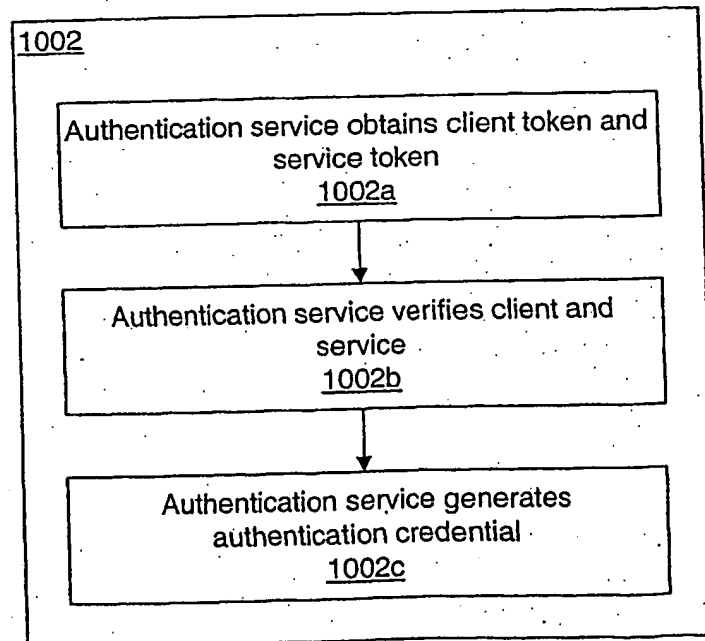 1002
Authentication service obtains client token and
service token
1002a
Authentication service verifies client and
service
1002b
Authentication service generates
authentication credential
1002c